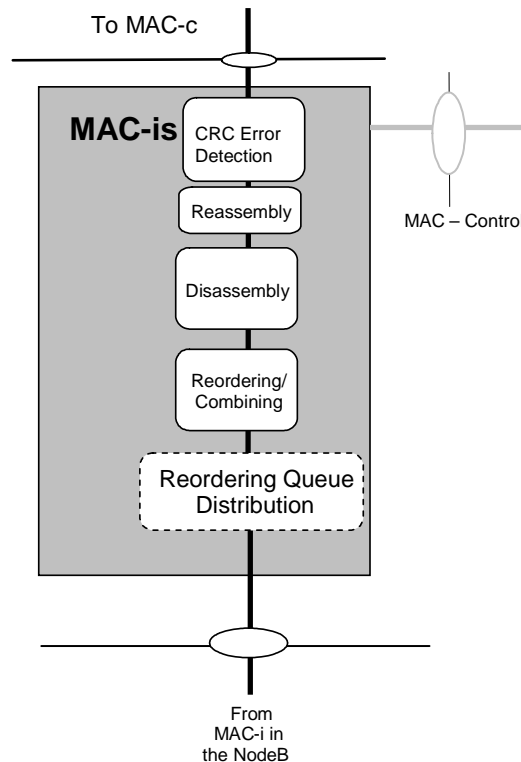 To MAC-c
MAC-is
CRC Error
Detection
Reassembly
MAC – Control
Disassembly
Reordering/
Combining
Reordering Queue
Distribution
From
MAC-i in
the NodeB